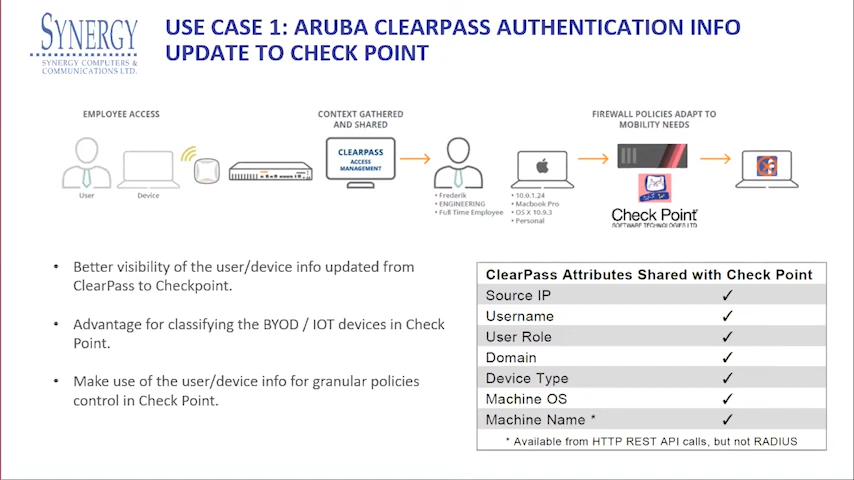 SYNERGY
SYNERGY COMPUTERS &
COMMUNICATIONS LTD.
USE CASE 1: ARUBA CLEARPASS AUTHENTICATION INFO
UPDATE TO CHECK POINT
EMPLOYEE ACCESS
CONTEXT GATHERED
AND SHARED
FIREWALL POLICIES ADAPT TO
MOBILITY NEEDS
CLEARPASS
ACCESS
MANAGEMENT
User
Device
• Frederik
• ENGINEERING
• Full Time Employee
• 10.0.1.24
• Macbook Pro
• OS X 10.9.3
• Personal
Check Point
SOFTWARE TECHNOLOGIES LTD
• Better visibility of the user/device info updated from
ClearPass to Checkpoint.
• Advantage for classifying the BYOD / IOT devices in Check
Point.
• Make use of the user/device info for granular policies
control in Check Point.
ClearPass Attributes Shared with Check Point
Source IP ✓
Username ✓
User Role ✓
Domain ✓
Device Type ✓
Machine OS ✓
Machine Name * ✓
* Available from HTTP REST API calls, but not RADIUS